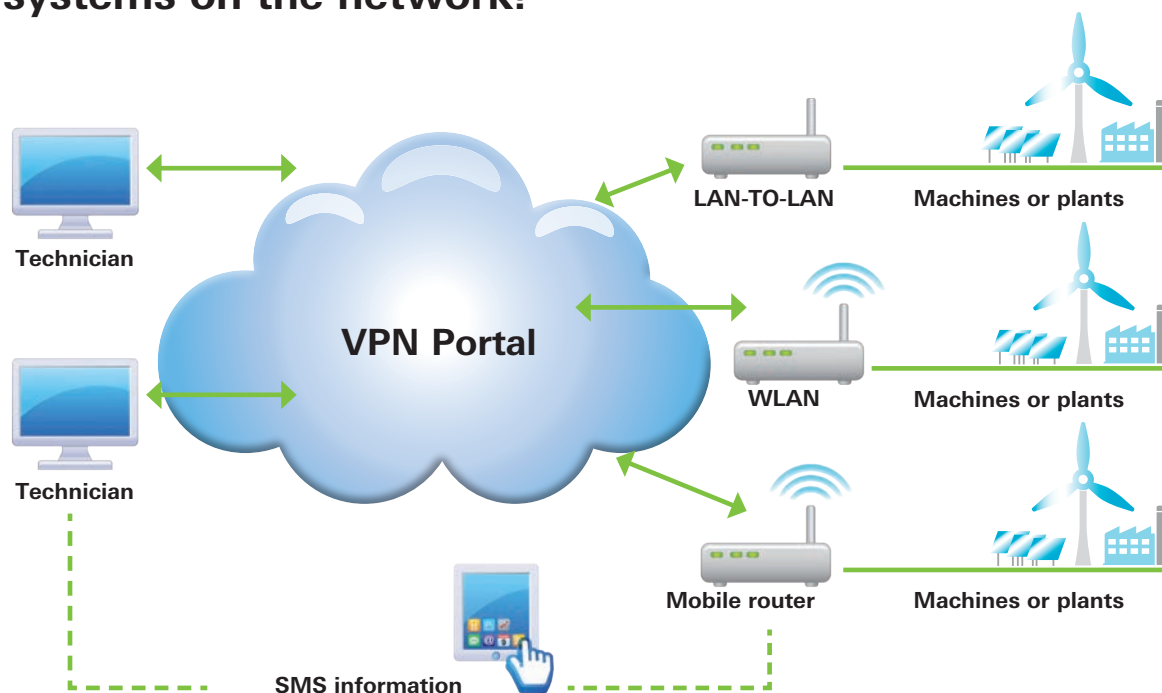 systems on the network!
Technician
LAN-TO-LAN
Machines or plants
VPN Portal
WLAN
Machines or plants
Technician
Mobile router
Machines or plants
SMS information